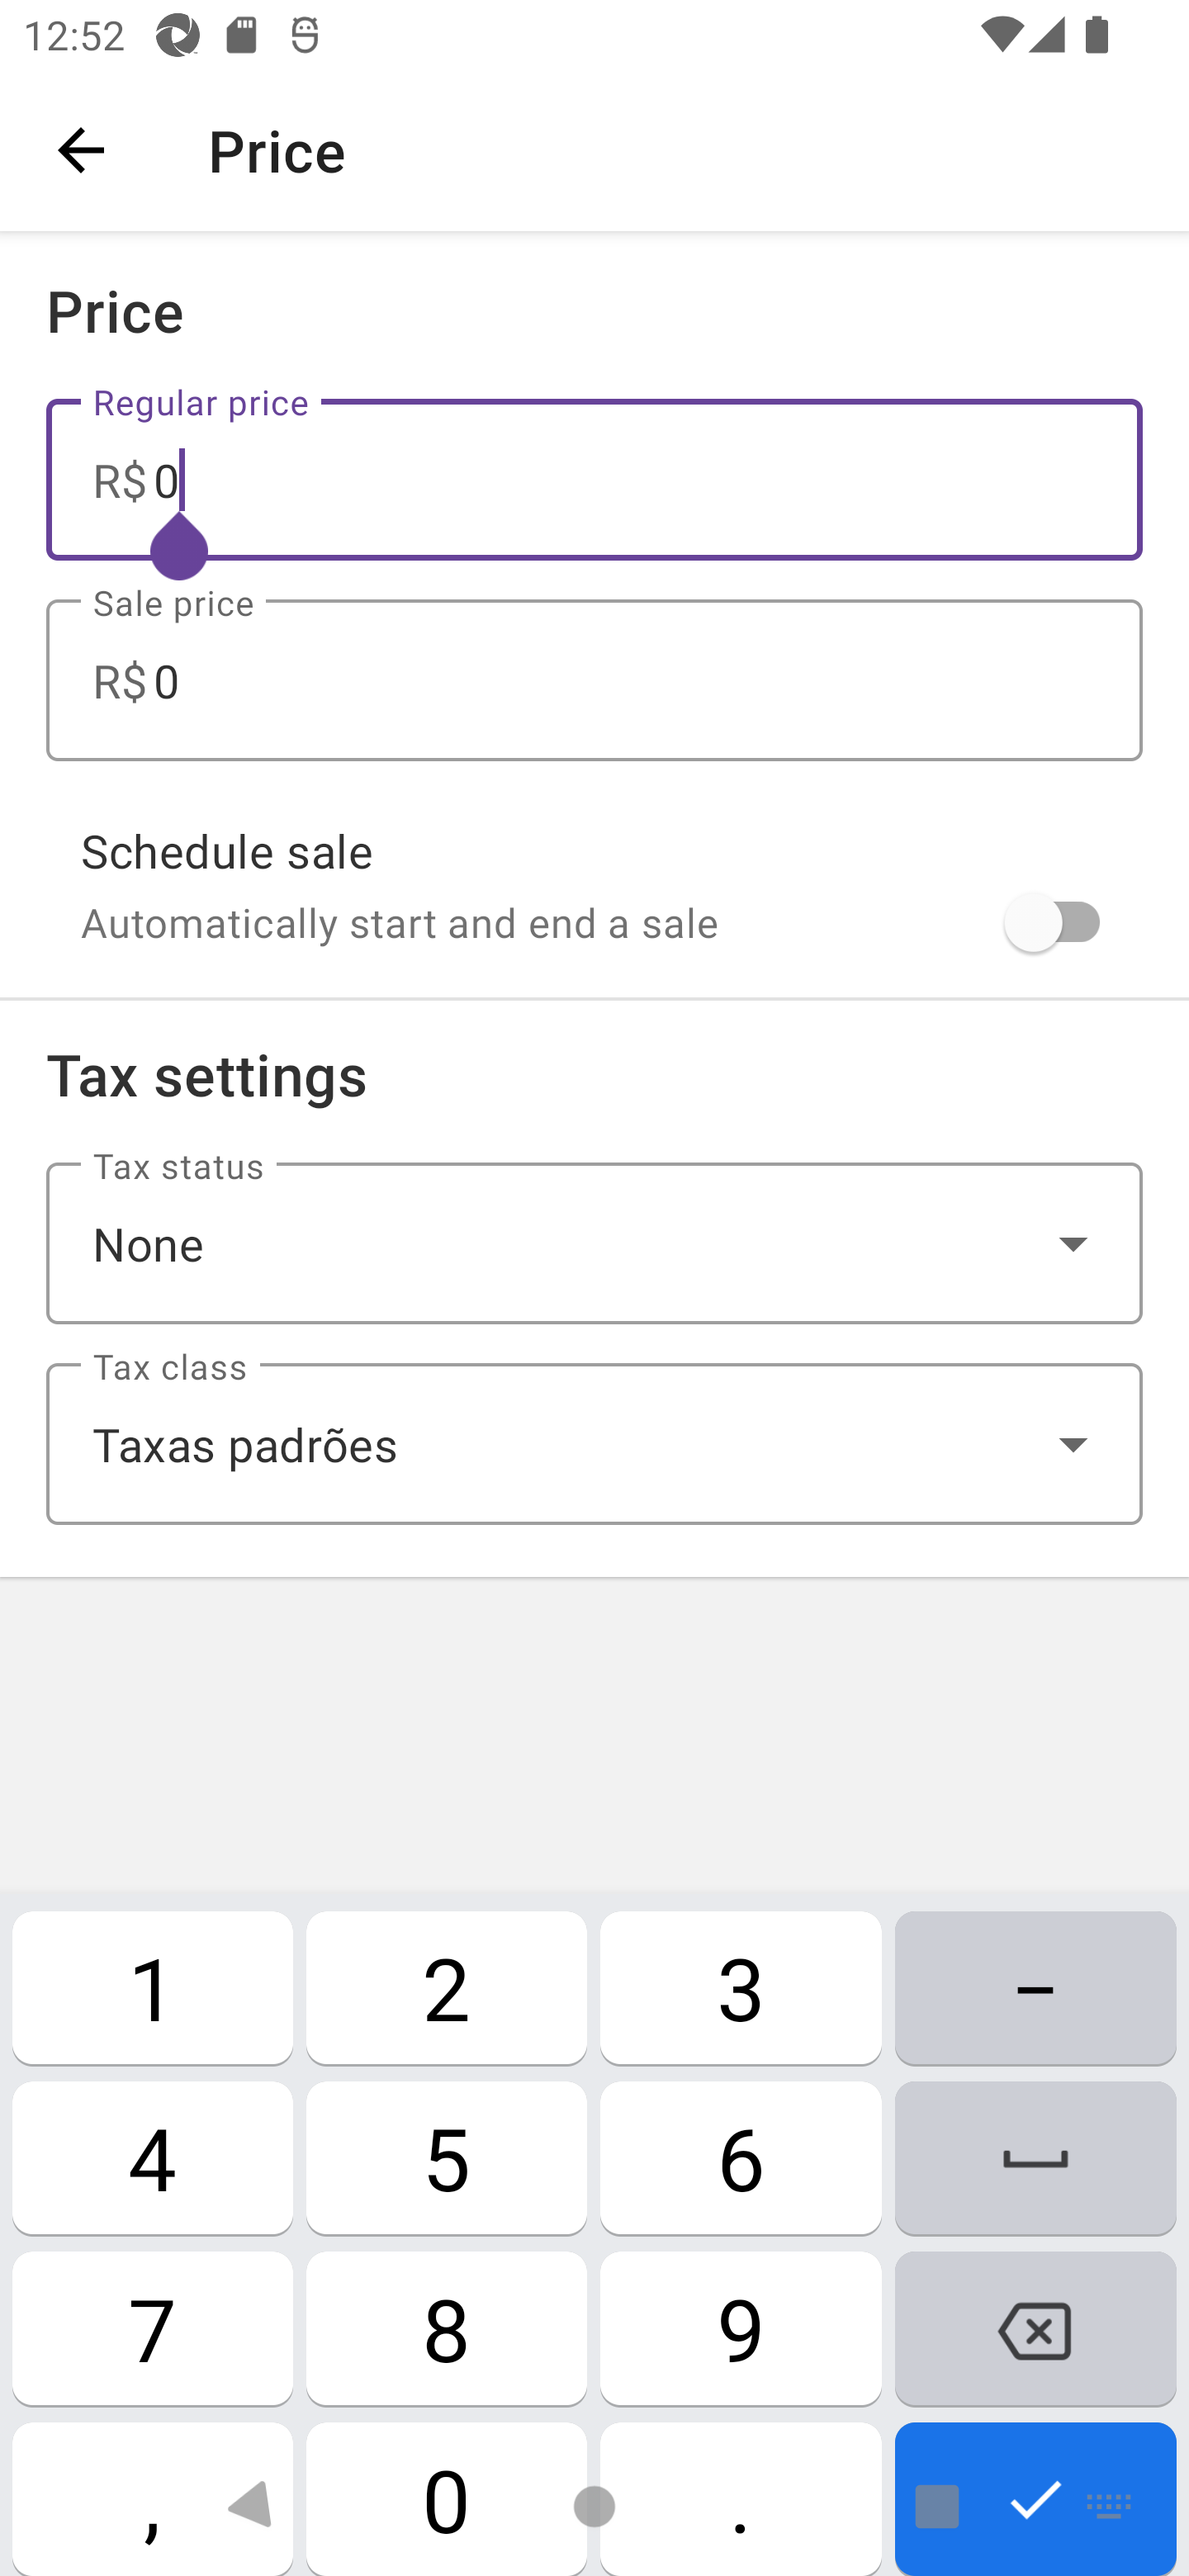 12:52
Price
Price
Regular price
R$ 0
Sale price
R$ 0
Schedule sale
Automatically start and end a sale
Tax settings
Tax status
None
Tax class
Taxas padrões
1 2 3 –
4 5 6
7 8 9
, 0 .